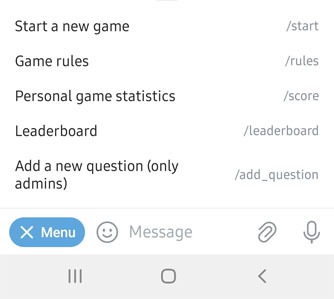 Start a new game /start
Game rules /rules
Personal game statistics /score
Leaderboard /leaderboard
Add a new question (only
admins) /add_question
Menu Message